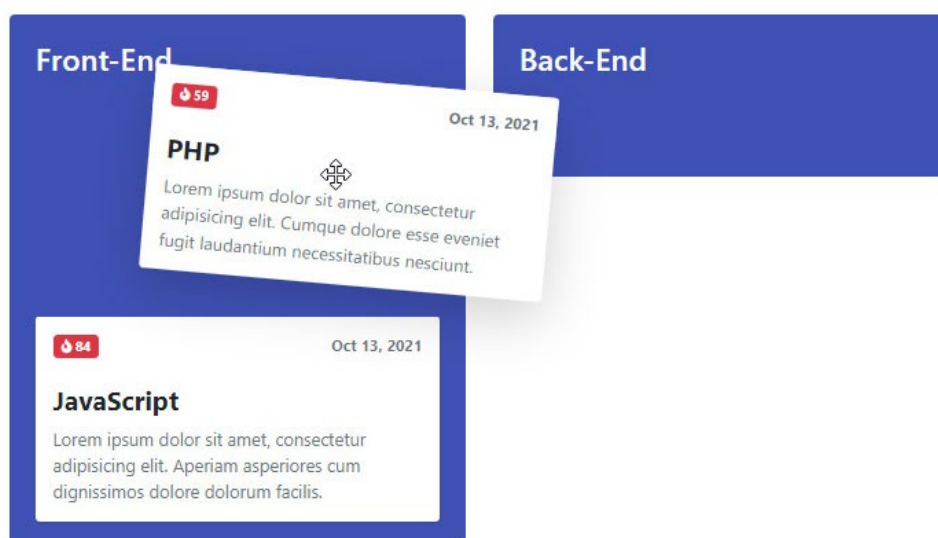 Front-End
Back-End
59
Oct 13, 2021
PHP
Lorem ipsum dolor sit amet, consectetur
adipisicing elit. Cumque dolore esse eveniet
fugit laudantium necessitatibus nesciunt.
84
Oct 13, 2021
JavaScript
Lorem ipsum dolor sit amet, consectetur
adipisicing elit. Aperiam asperiores cum
dignissimos dolore dolorum facilis.